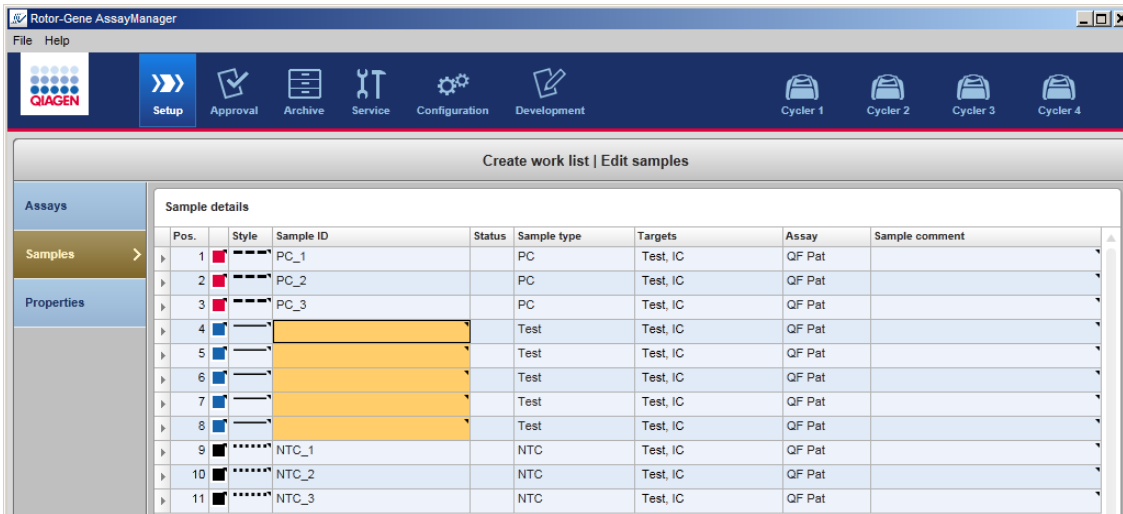 Rotor-Gene AssayManager
File Help
QIAGEN
Setup Approval Archive Service Configuration Development Cycler 1 Cycler 2 Cycler 3 Cycler 4
Create work list | Edit samples
Assays
Samples
Properties
Sample details
Pos. Style Sample ID Status Sample type Targets Assay Sample comment
1 PC_1 PC Test, IC QF Pat
2 PC_2 PC Test, IC QF Pat
3 PC_3 PC Test, IC QF Pat
4 Test Test, IC QF Pat
5 Test Test, IC QF Pat
6 Test Test, IC QF Pat
7 Test Test, IC QF Pat
8 Test Test, IC QF Pat
9 NTC_1 NTC Test, IC QF Pat
10 NTC_2 NTC Test, IC QF Pat
11 NTC_3 NTC Test, IC QF Pat